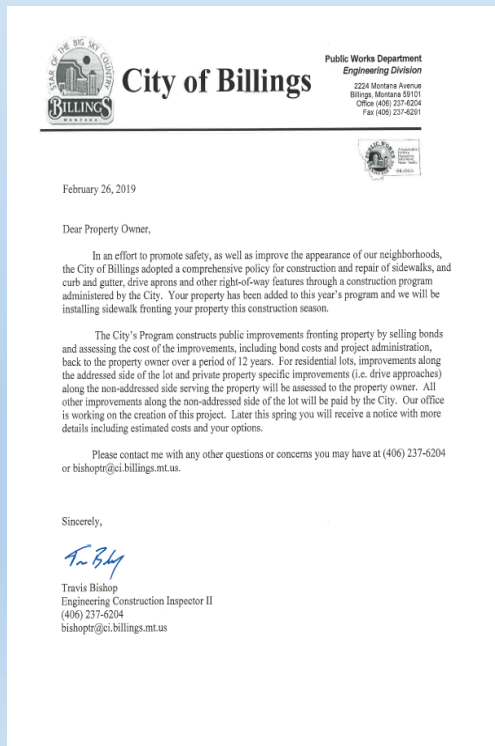 STAR OF THE BIG SKY COUNTRY
BILLINGS
MONTANA
City of Billings
Public Works Department
Engineering Division
2224 Montana Avenue
Billings, Montana 59101
Office (406) 237-6204
Fax (406) 237-6291
PUBLIC WORKS
February 26, 2019
Dear Property Owner,
In an effort to promote safety, as well as improve the appearance of our neighborhoods,
the City of Billings adopted a comprehensive policy for construction and repair of sidewalks, and
curb and gutter, drive aprons and other right-of-way features through a construction program
administered by the City. Your property has been added to this year's program and we will be
installing sidewalk fronting your property this construction season.
The City's Program constructs public improvements fronting property by selling bonds
and assessing the cost of the improvements, including bond costs and project administration,
back to the property owner over a period of 12 years. For residential lots, improvements along
the addressed side of the lot and private property specific improvements (i.e. drive approaches)
along the non-addressed side serving the property will be assessed to the property owner. All
other improvements along the non-addressed side of the lot will be paid by the City. Our office
is working on the creation of this project. Later this spring you will receive a notice with more
details including estimated costs and your options.
Please contact me with any other questions or concerns you may have at (406) 237-6204
or bishoptr@ci.billings.mt.us.
Sincerely,
Travis Bishop
Engineering Construction Inspector II
(406) 237-6204
bishoptr@ci.billings.mt.us